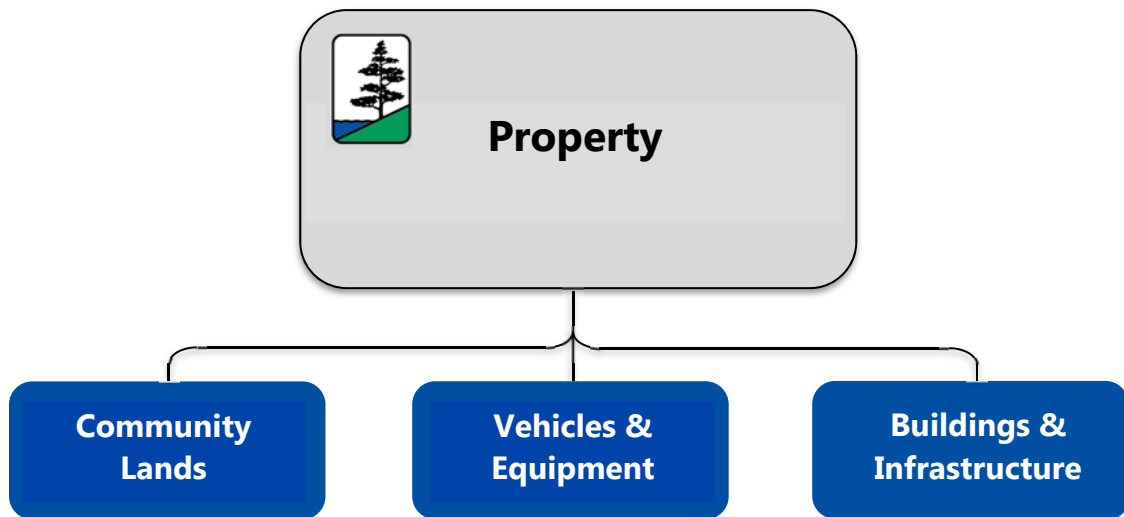 Property
Community
Lands
Vehicles &
Equipment
Buildings &
Infrastructure